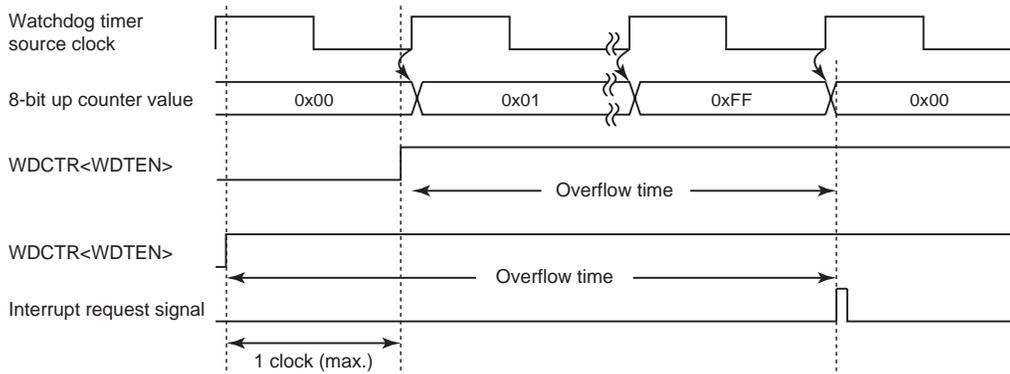 Watchdog timer
source clock
8-bit up counter value
0x00
0x01
0xFF
0x00
WDCTR<WDTEN>
Overflow time
WDCTR<WDTEN>
Overflow time
Interrupt request signal
1 clock (max.)